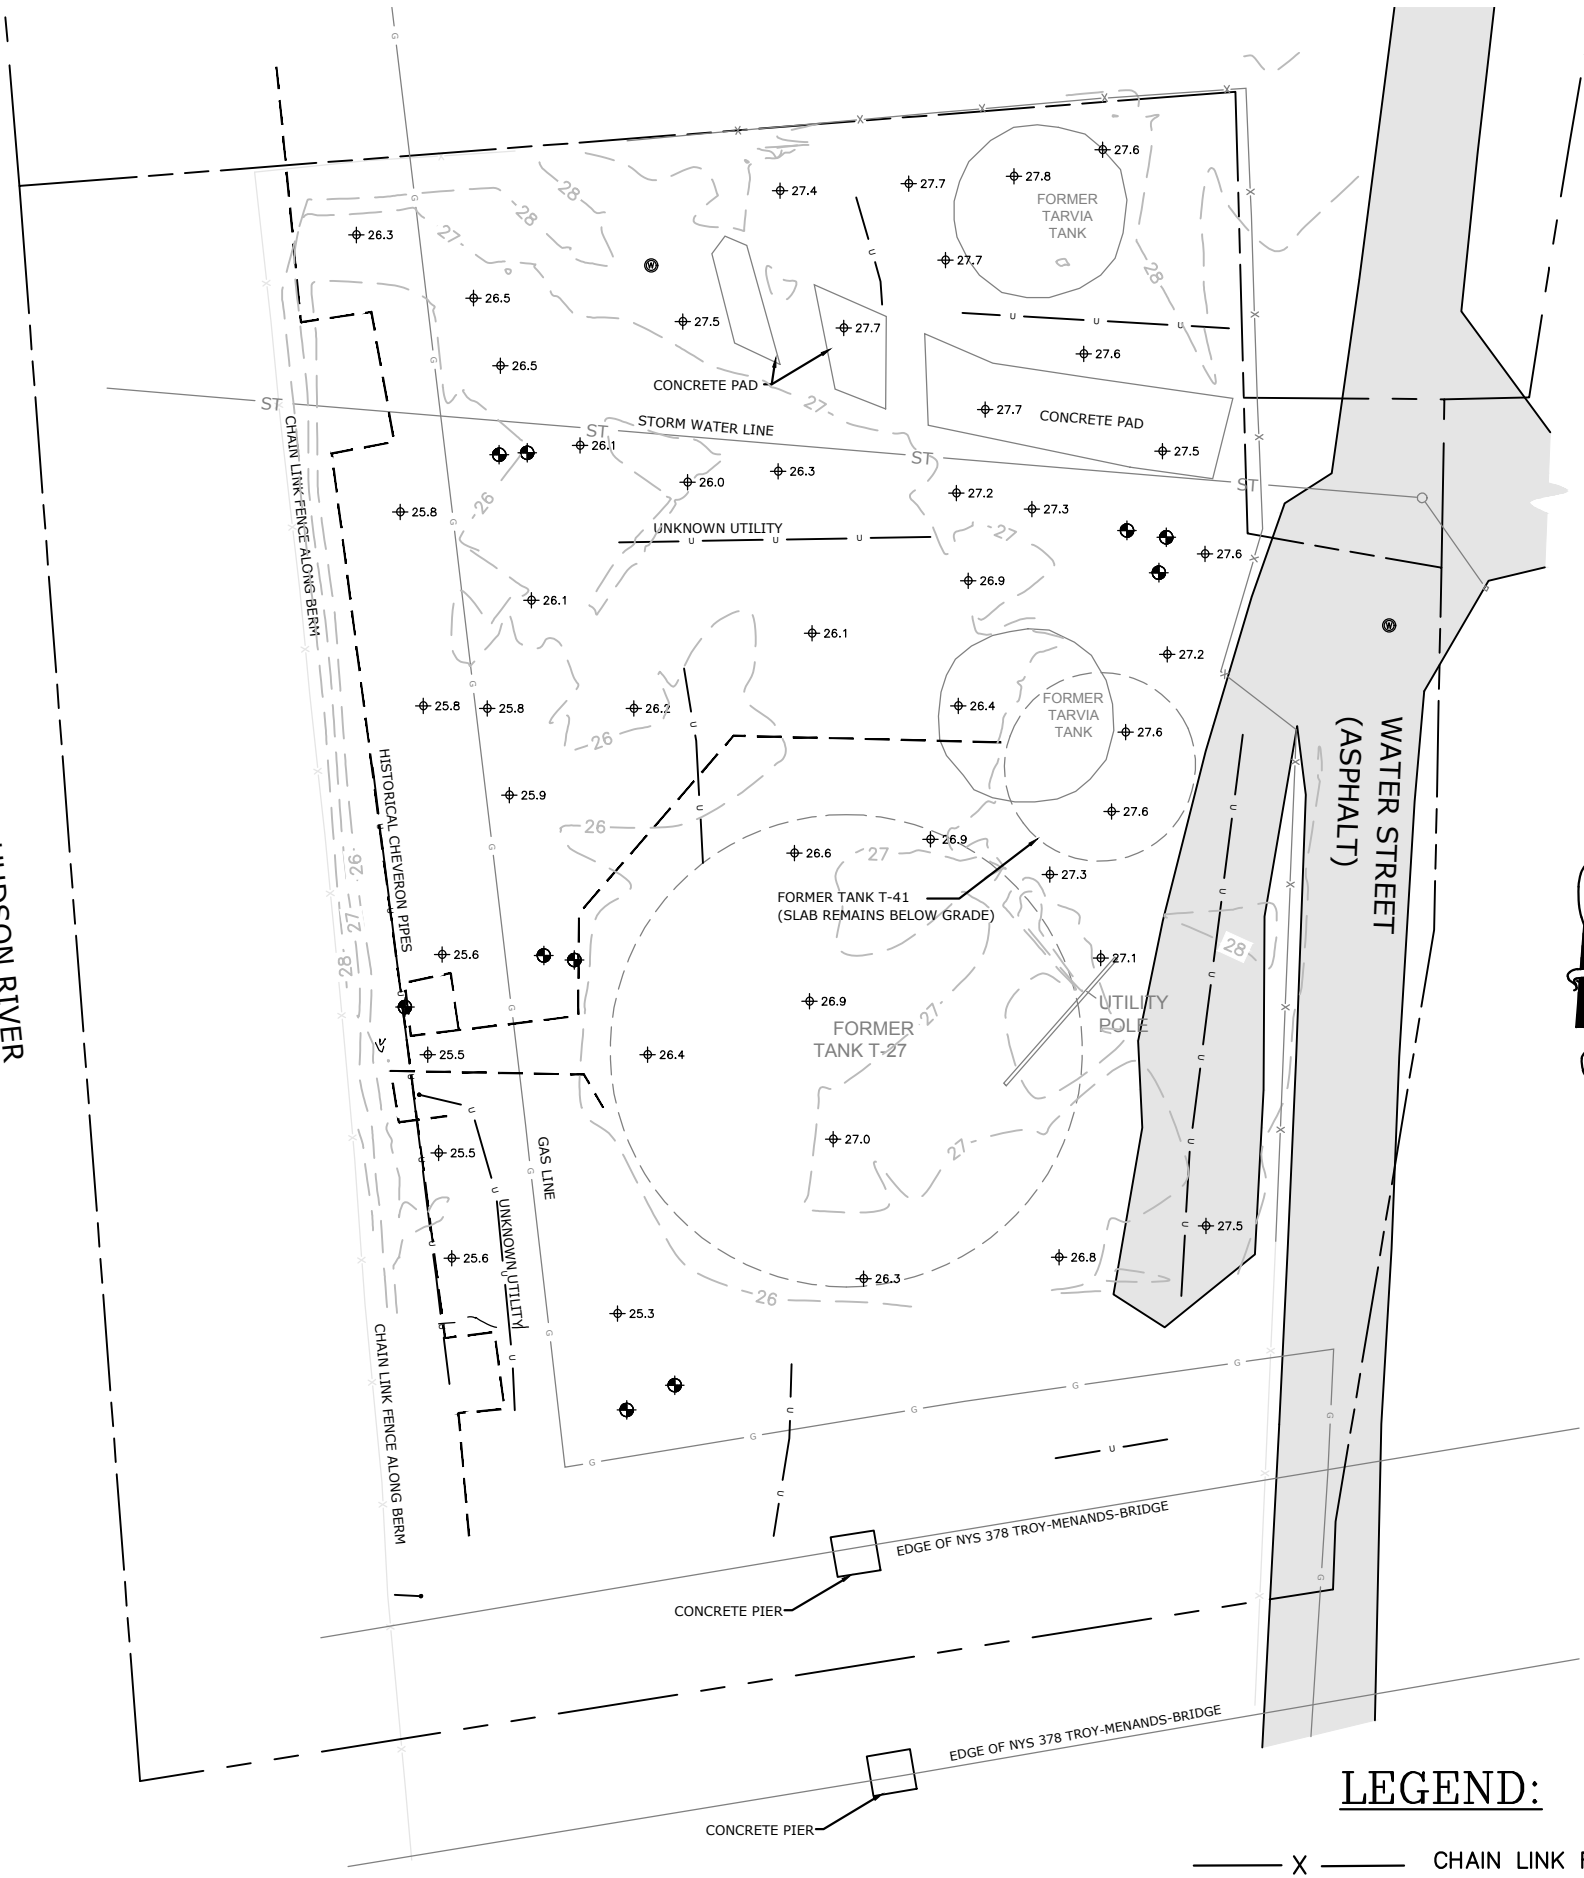 27.6
27.8
27.7
27.4
FORMER
TARVIA
TANK
28
28
27
26.3
27.7
28
26.5
27.5
27.7
26.5
27.6
CONCRETE PAD
27
27.7
CONCRETE PAD
ST
STORM WATER LINE
ST
26.1
27.5
ST
ST
26.3
26.0
27.2
26
25.8
27.3
27
UNKNOWN UTILITY
27.6
CHAIN LINK FENCE ALONG BERM
26.9
26.1
26.1
27.2
25.8
25.8
26.2
26.4
FORMER
TARVIA
TANK
27.6
26
WATER STREET
(ASPHALT)
HISTORICAL CHEVERON PIPES
25.9
27.6
26
26.6
27
26.9
27.3
26
27
28
FORMER TANK T-41
(SLAB REMAINS BELOW GRADE)
28
25.6
27.1
HUDSON RIVER
26.9
27
UTILITY
POLE
FORMER
TANK T-27
25.5
26.4
27.0
27
25.5
GAS LINE
UNKNOWN UTILITY
27.5
25.6
26.8
26.3
26
25.3
CHAIN LINK FENCE ALONG BERM
EDGE OF NYS 378 TROY-MENANDS-BRIDGE
CONCRETE PIER
EDGE OF NYS 378 TROY-MENANDS-BRIDGE
CONCRETE PIER
LEGEND:
X CHAIN LINK